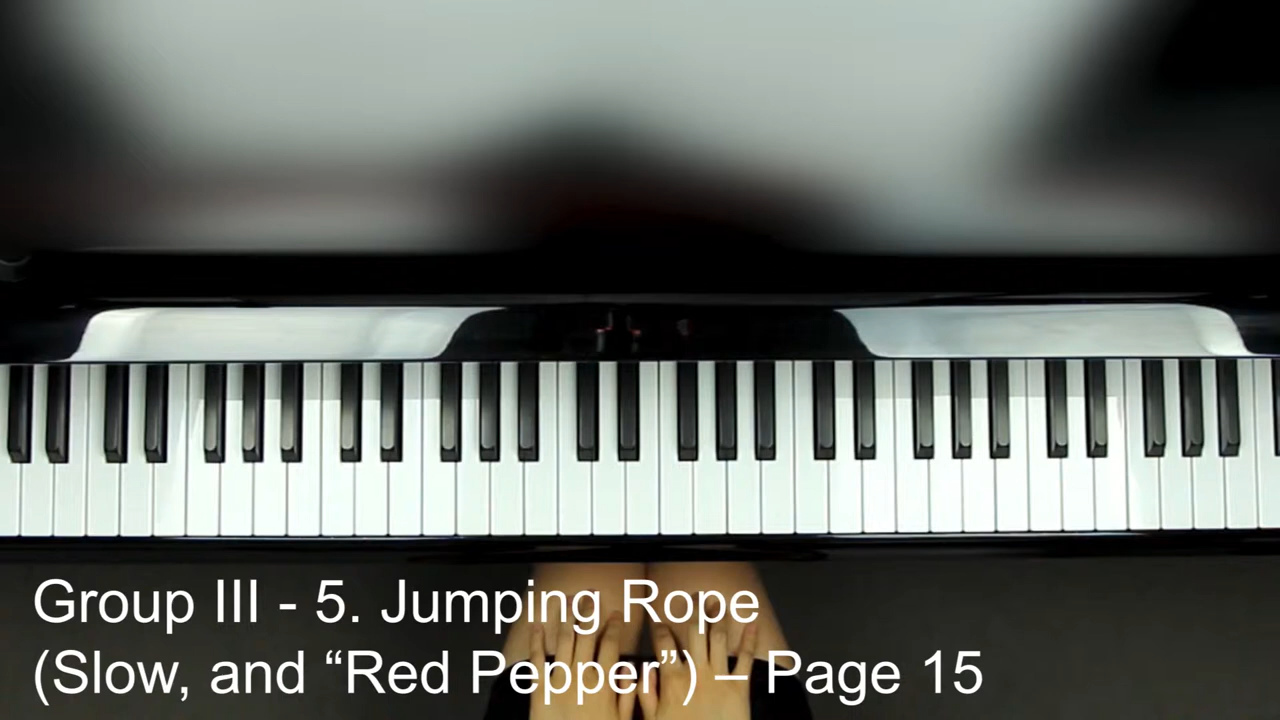 Group III - 5. Jumping Rope
(Slow, and “Red Pepper”) – Page 15